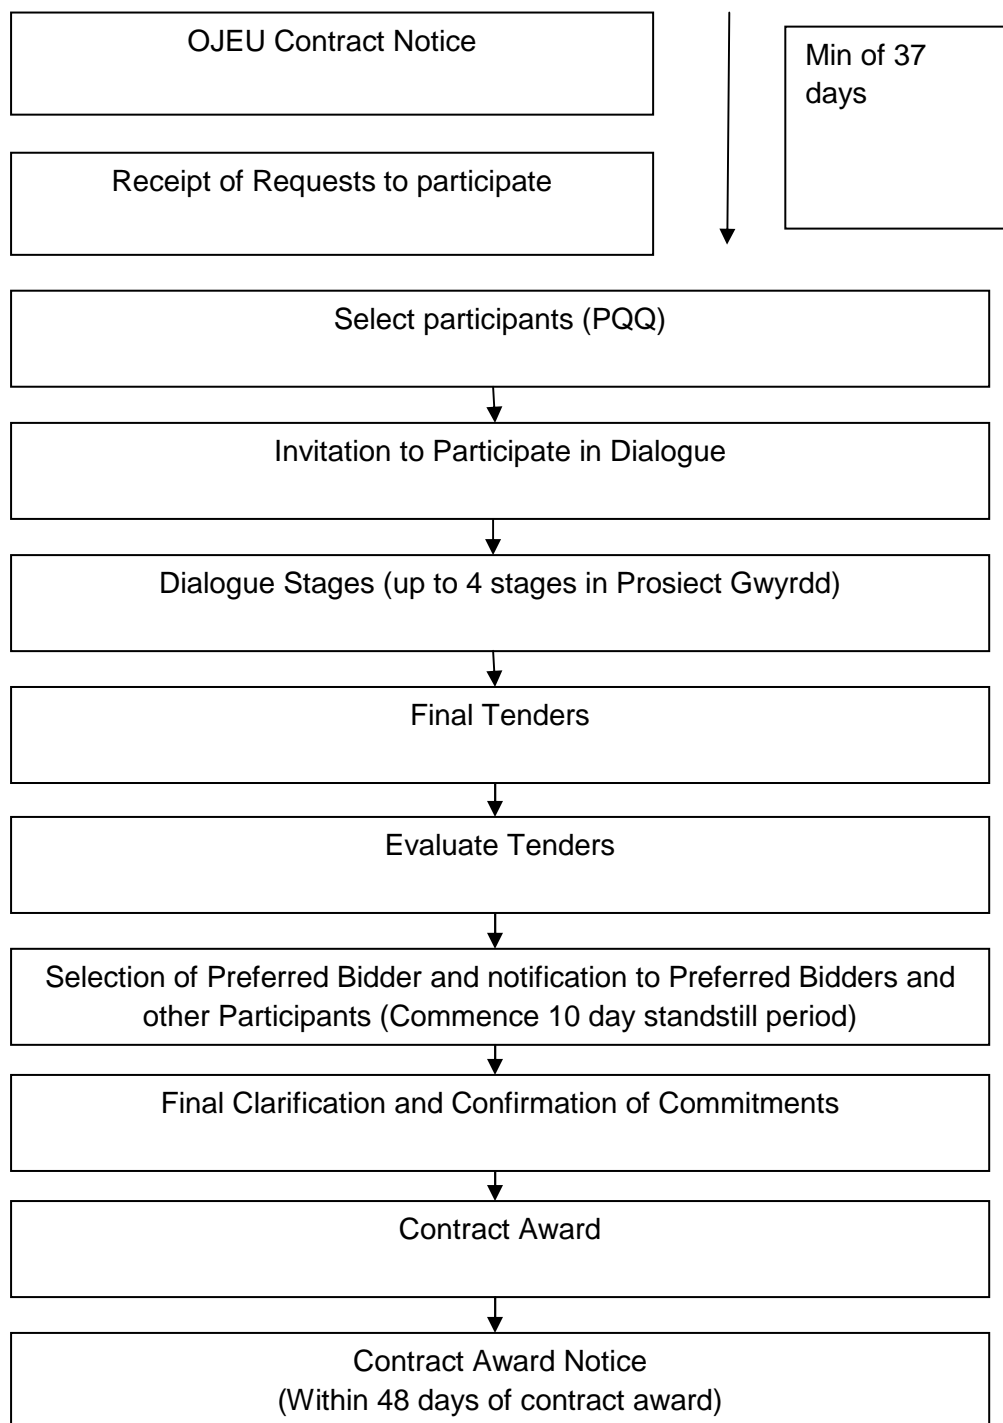 OJEU Contract Notice
Min of 37
days
Receipt of Requests to participate
Select participants (PQQ)
Invitation to Participate in Dialogue
Dialogue Stages (up to 4 stages in Prosiect Gwyrdd)
Final Tenders
Evaluate Tenders
Selection of Preferred Bidder and notification to Preferred Bidders and
other Participants (Commence 10 day standstill period)
Final Clarification and Confirmation of Commitments
Contract Award
Contract Award Notice
(Within 48 days of contract award)